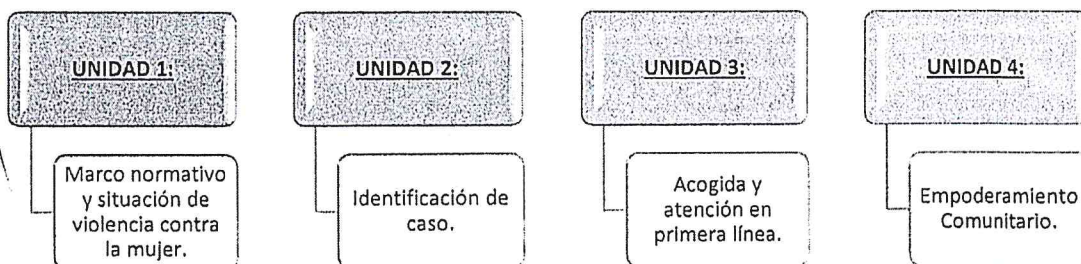 UNIDAD 1:
Marco normativo
y situación de
violencia contra
la mujer.
UNIDAD 2:
Identificación de
caso.
UNIDAD 3:
Acogida y
atención en
primera línea.
UNIDAD 4:
Empoderamiento
Comunitario.